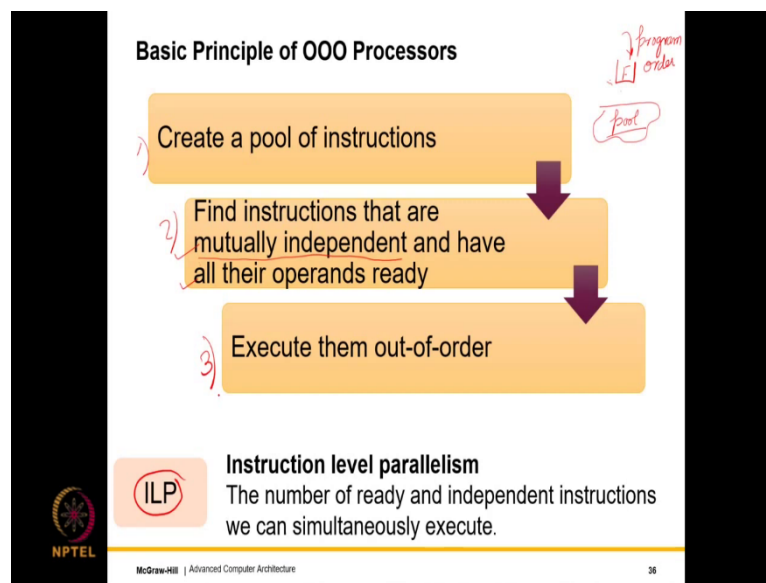 Basic Principle of OOO Processors
program
[F] order
pool
1) Create a pool of instructions
2) Find instructions that are
mutually independent and have
all their operands ready
3) Execute them out-of-order
ILP
Instruction level parallelism
The number of ready and independent instructions
we can simultaneously execute.
NPTEL
McGraw-Hill | Advanced Computer Architecture
36